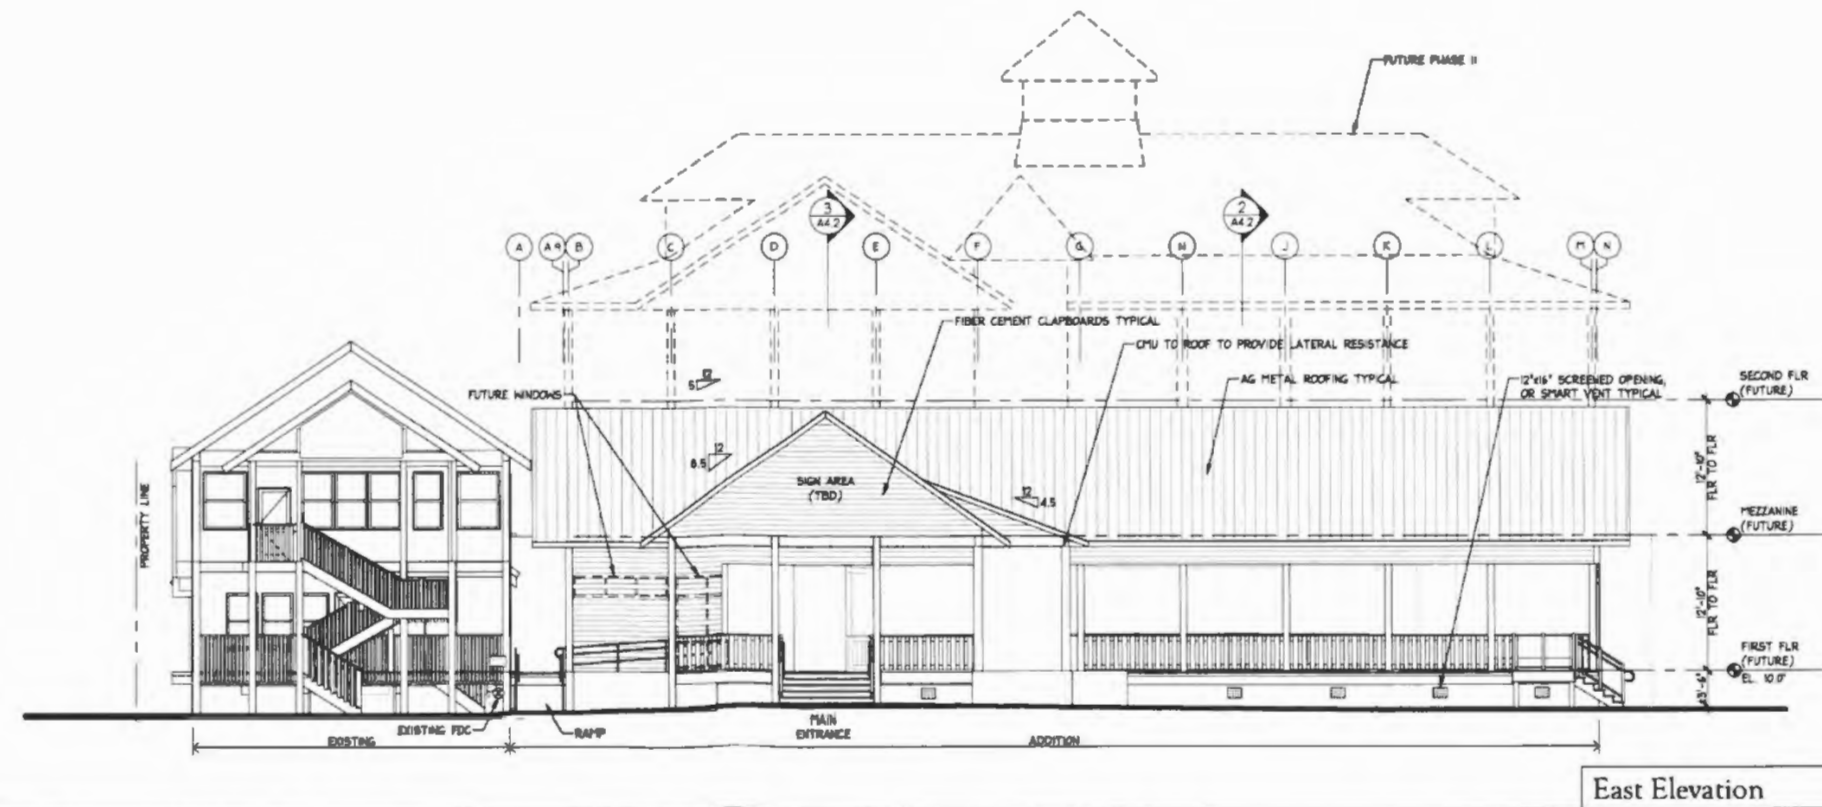 FUTURE PHASE II
3
A4.2
2
A4.2
A
A.9
B
C
D
E
F
G
H
J
K
L
M
N
FIBER CEMENT CLAPBOARDS TYPICAL
CMU TO ROOF TO PROVIDE LATERAL RESISTANCE
AG METAL ROOFING TYPICAL
12"x16" SCREENED OPENING,
OR SMART VENT TYPICAL
12
5
FUTURE WINDOWS
SECOND FLR
(FUTURE)
12
8.5
SIGN AREA
(TBD)
12
4.5
12'-10"
FLR TO FLR
PROPERTY LINE
MEZZANINE
(FUTURE)
12'-10"
FLR TO FLR
FIRST FLR
(FUTURE)
EL. 10.0'
±3'-6"
EXISTING FDC
RAMP
MAIN
ENTRANCE
EXISTING
ADDITION
East Elevation